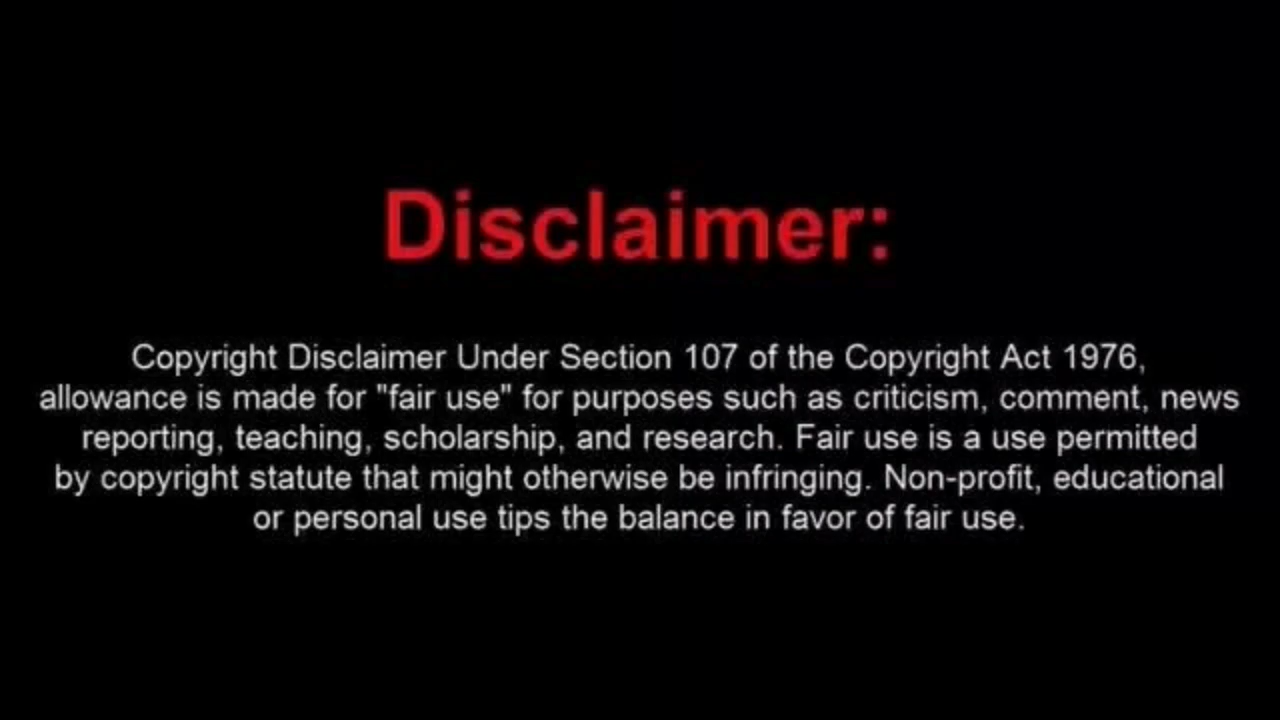 Disclaimer:
Copyright Disclaimer Under Section 107 of the Copyright Act 1976,
allowance is made for "fair use" for purposes such as criticism, comment, news
reporting, teaching, scholarship, and research. Fair use is a use permitted
by copyright statute that might otherwise be infringing. Non-profit, educational
or personal use tips the balance in favor of fair use.